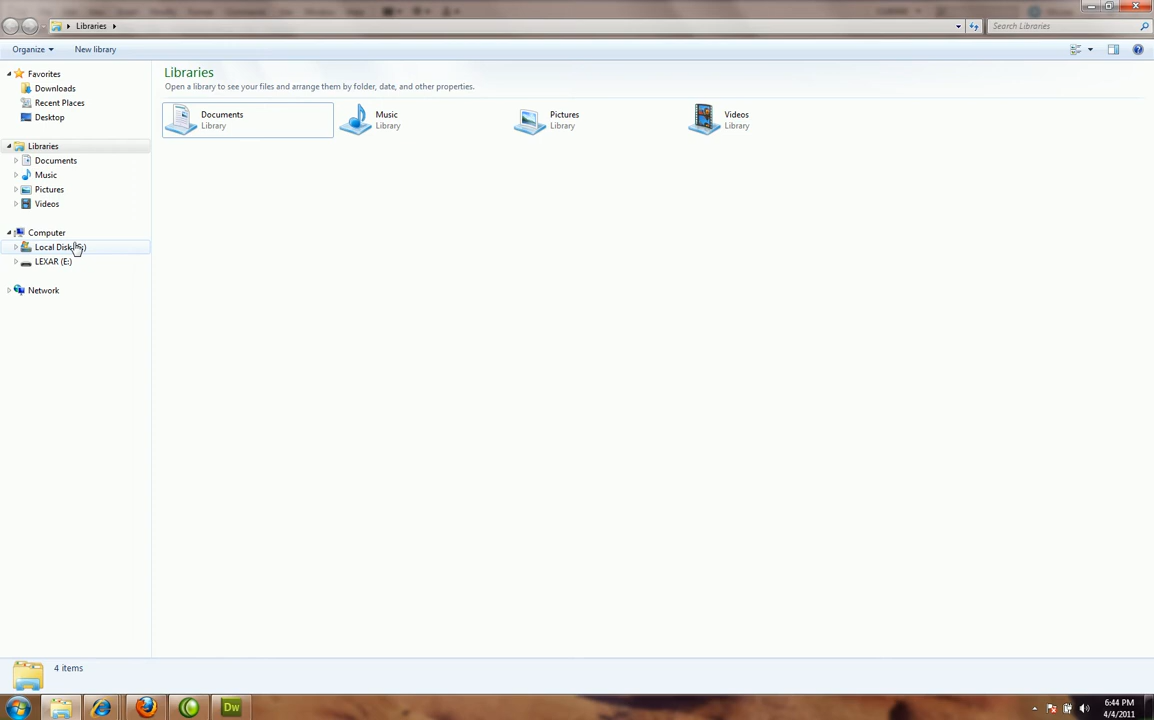 Libraries
Search Libraries
Organize
New library
Favorites
Downloads
Recent Places
Desktop
Libraries
Documents
Music
Pictures
Videos
Computer
Local Disk
LEXAR (E:)
Network
Libraries
Open a library to see your files and arrange them by folder, date, and other properties.
Documents
Library
Music
Library
Pictures
Library
Videos
Library
4 items
Dw
6:44 PM
4/4/2011